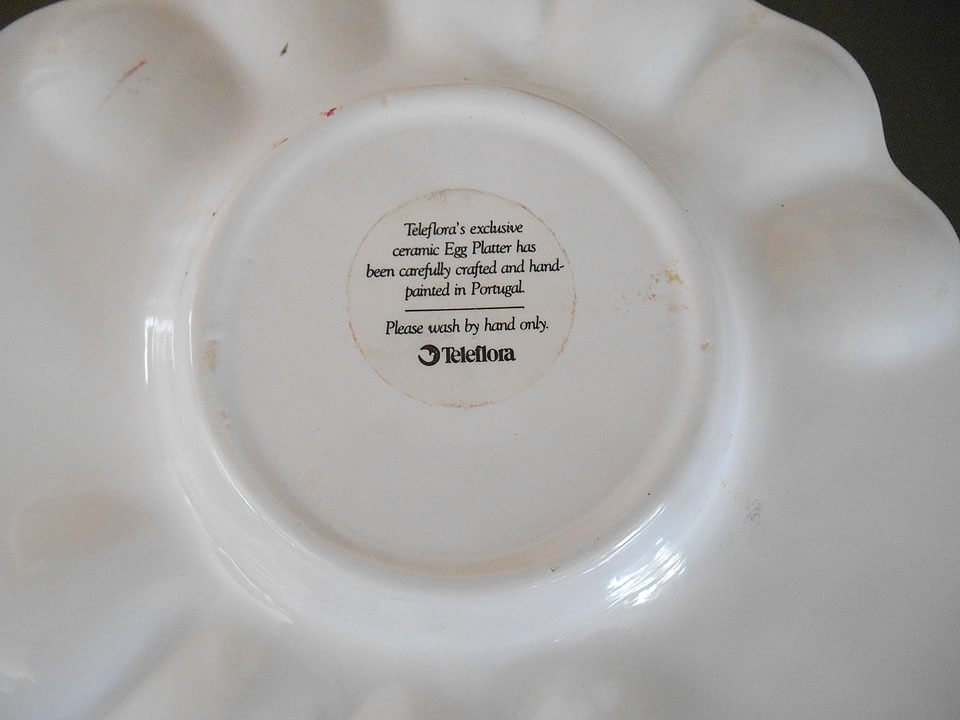 Teleflora's exclusive
ceramic Egg Platter has
been carefully crafted and hand-
painted in Portugal.
Please wash by hand only.
Teleflora